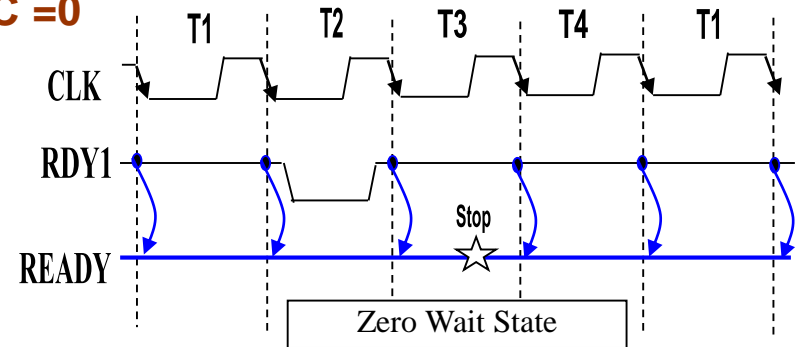 C =0
T1 T2 T3 T4 T1
CLK
RDY1
Stop
READY
Zero Wait State